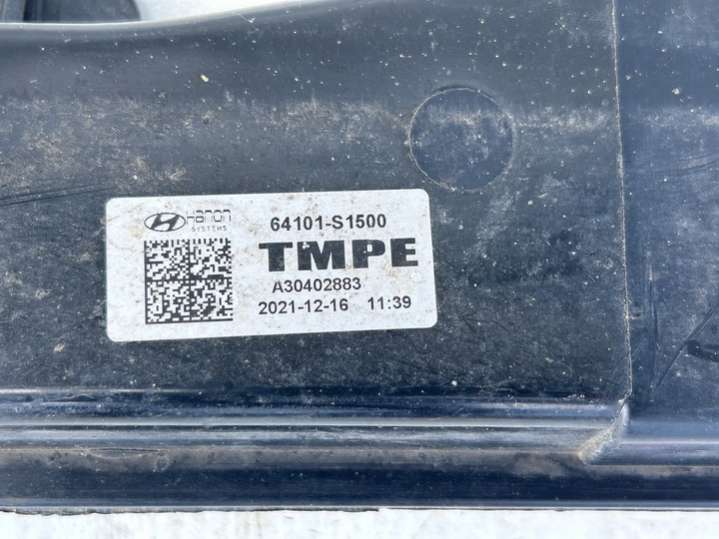 Hanon
SYSTEMS
64101-S1500
TMPE
A30402883
2021-12-16 11:39